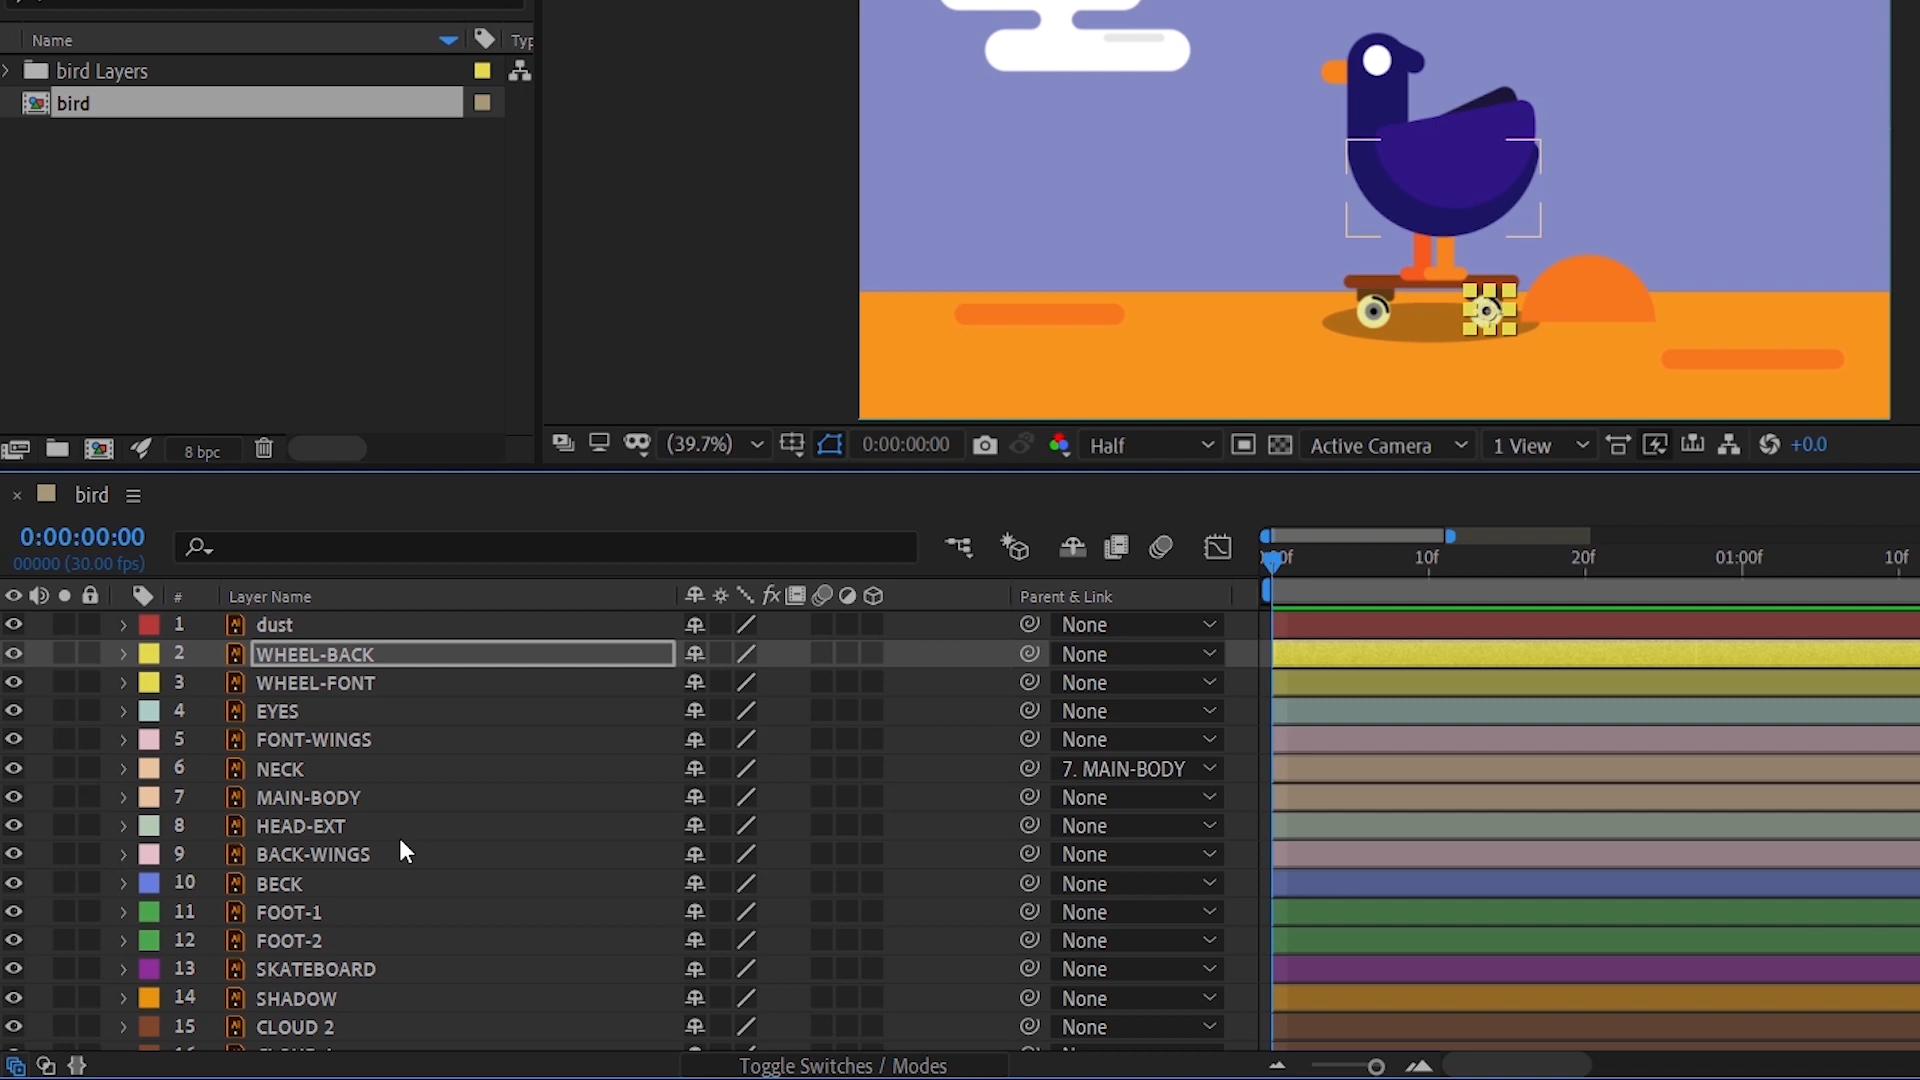 Name
Typ
bird Layers
bird
8 bpc
(39.7%)
0:00:00:00
Half
Active Camera
1 View
+0.0
bird
0:00:00:00
00000 (30.00 fps)
10f
20f
01:00f
10f
#
Layer Name
fx
Parent & Link
1 dust None
2 WHEEL-BACK None
3 WHEEL-FONT None
4 EYES None
5 FONT-WINGS None
6 NECK 7. MAIN-BODY
7 MAIN-BODY None
8 HEAD-EXT None
9 BACK-WINGS None
10 BECK None
11 FOOT-1 None
12 FOOT-2 None
13 SKATEBOARD None
14 SHADOW None
15 CLOUD 2 None
Toggle Switches / Modes